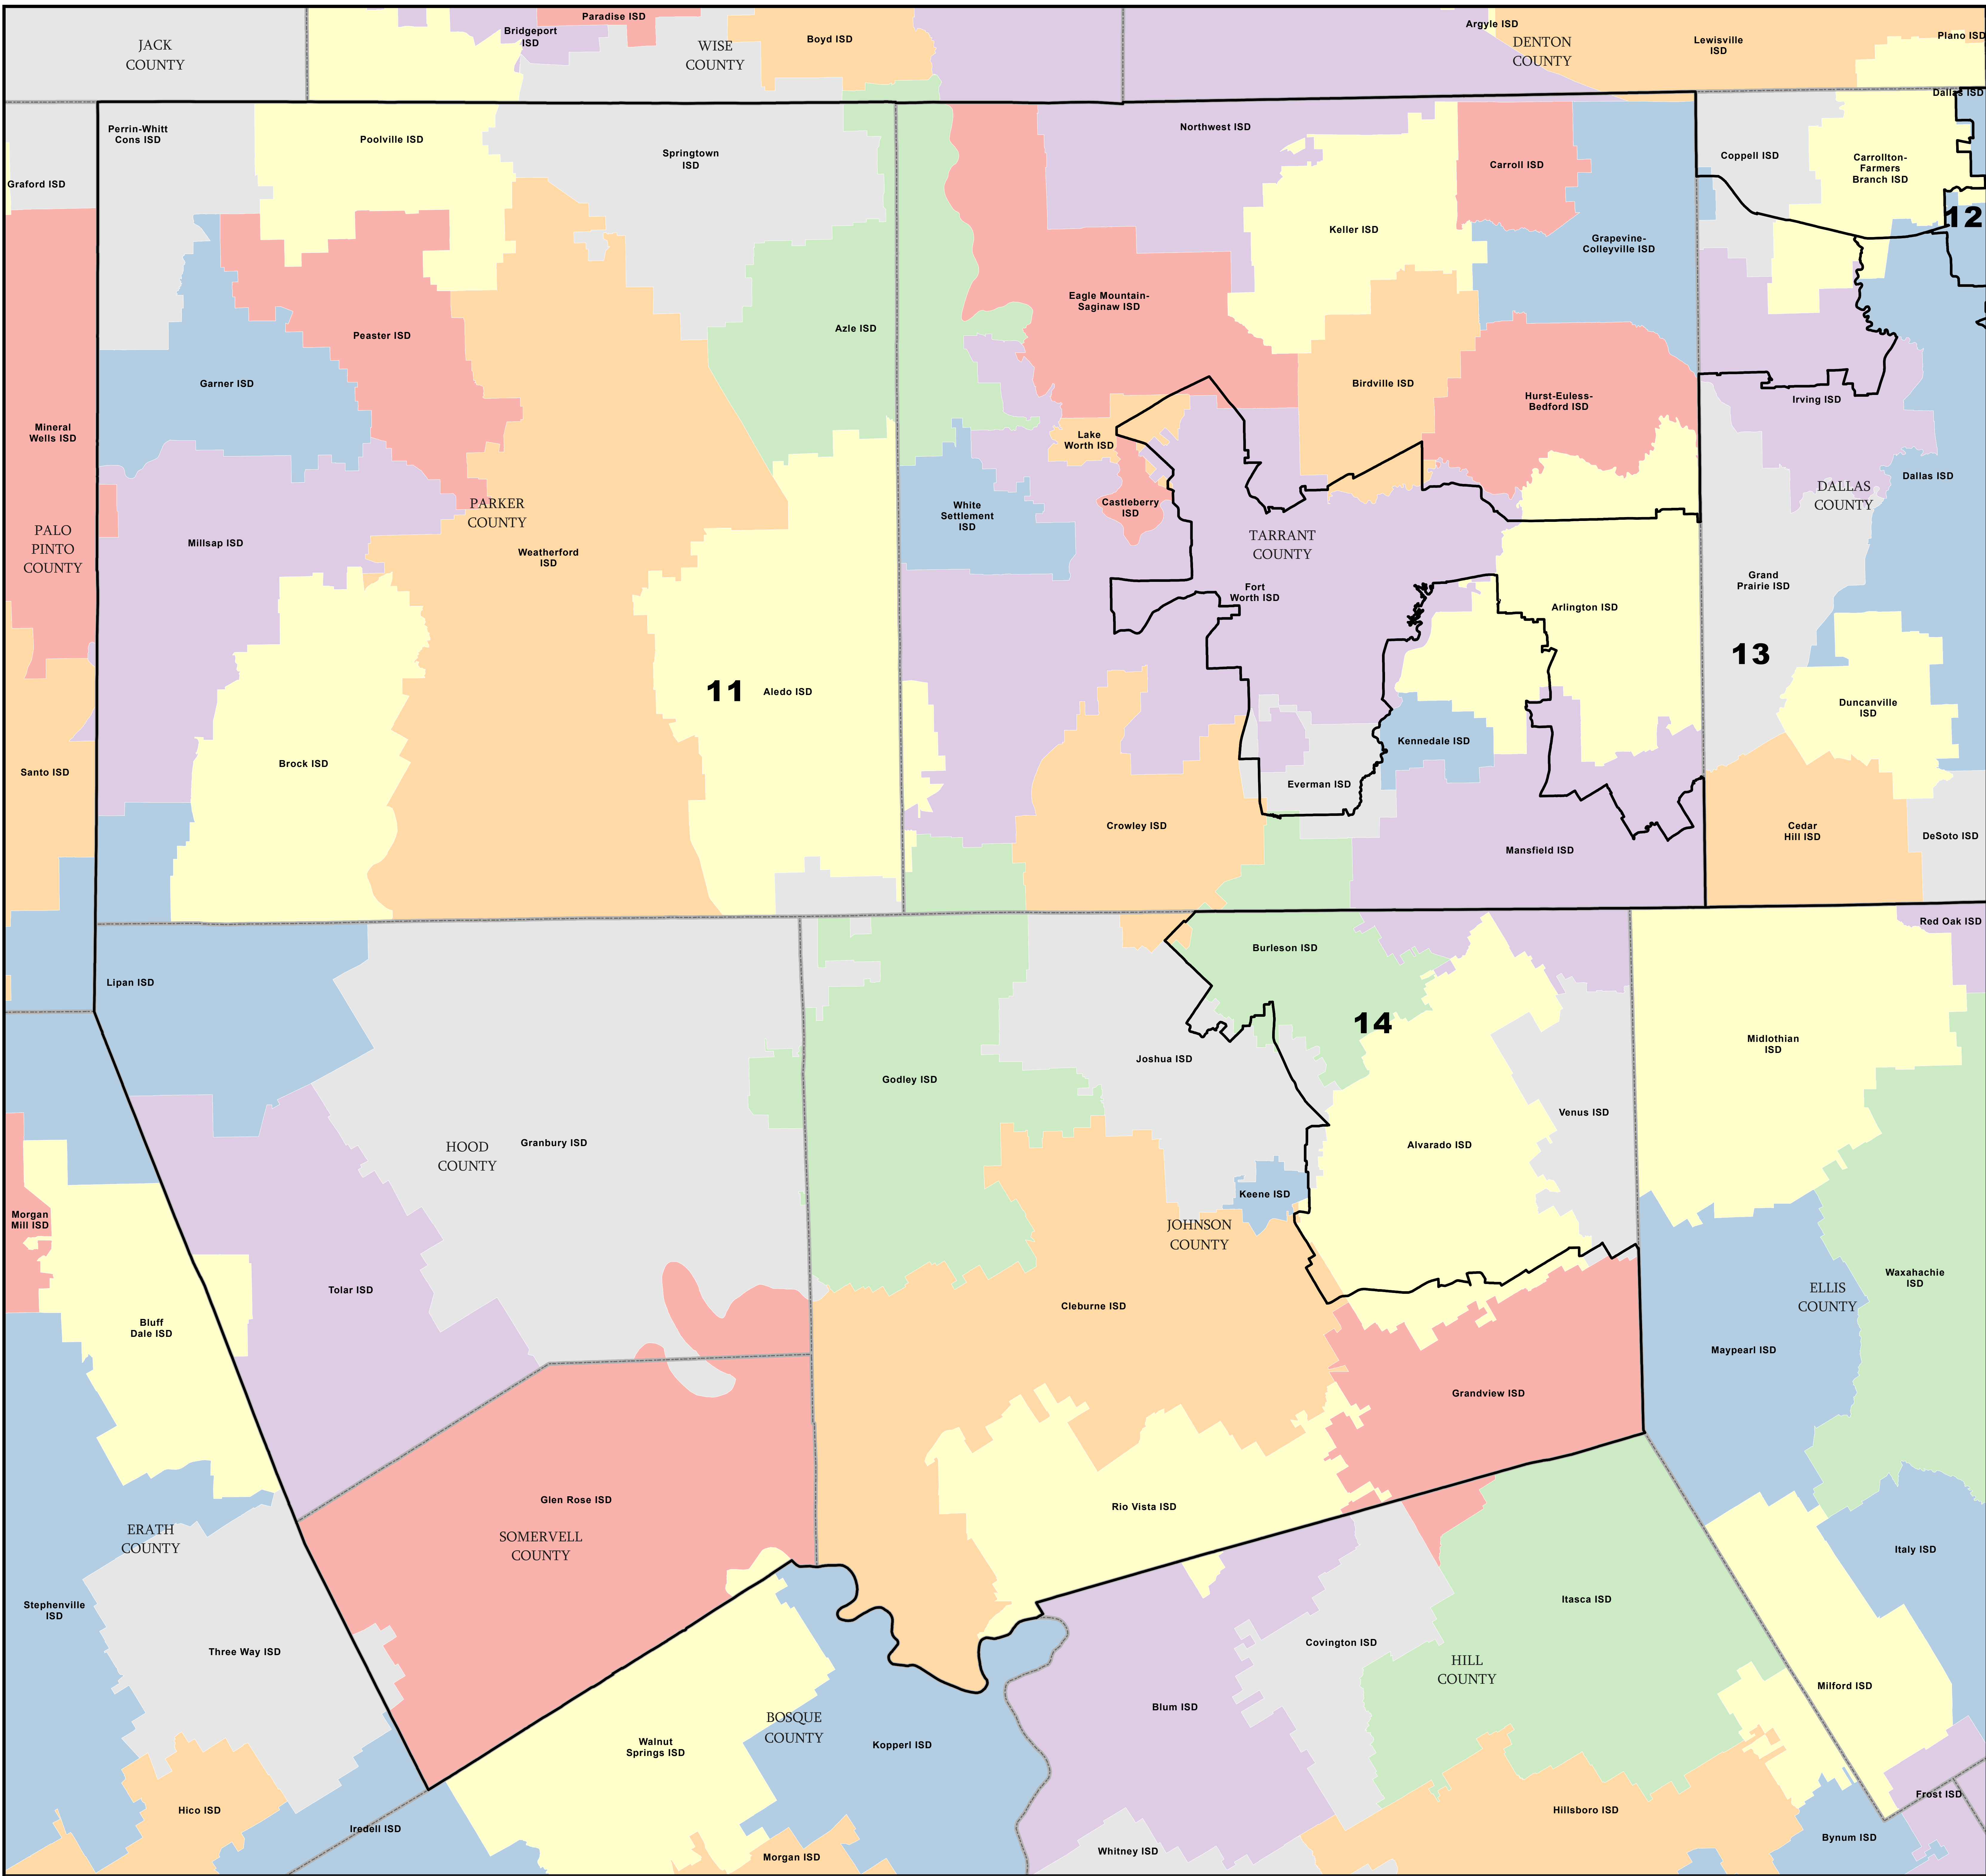 Paradise ISD
Bridgeport
ISD
Boyd ISD
Argyle ISD
Lewisville
ISD
Plano ISD
JACK
COUNTY
WISE
COUNTY
DENTON
COUNTY
Dallas ISD
Perrin-Whitt
Cons ISD
Poolville ISD
Springtown
ISD
Northwest ISD
Carroll ISD
Coppell ISD
Carrollton-
Farmers
Branch ISD
Graford ISD
12
Keller ISD
Grapevine-
Colleyville ISD
Eagle Mountain-
Saginaw ISD
Peaster ISD
Azle ISD
Garner ISD
Birdville ISD
Hurst-Euless-
Bedford ISD
Irving ISD
Mineral
Wells ISD
Lake
Worth ISD
Dallas ISD
DALLAS
COUNTY
PARKER
COUNTY
White
Settlement
ISD
Castleberry
ISD
PALO
PINTO
COUNTY
Millsap ISD
Weatherford
ISD
TARRANT
COUNTY
Fort
Worth ISD
Arlington ISD
Grand
Prairie ISD
13
11
Aledo ISD
Duncanville
ISD
Kennedale ISD
Santo ISD
Brock ISD
Everman ISD
Crowley ISD
Mansfield ISD
Cedar
Hill ISD
DeSoto ISD
Red Oak ISD
Burleson ISD
Lipan ISD
14
Midlothian
ISD
Joshua ISD
Godley ISD
Venus ISD
HOOD
COUNTY
Granbury ISD
Alvarado ISD
Keene ISD
Morgan
Mill ISD
JOHNSON
COUNTY
Tolar ISD
Waxahachie
ISD
ELLIS
COUNTY
Cleburne ISD
Bluff
Dale ISD
Maypearl ISD
Grandview ISD
Glen Rose ISD
Rio Vista ISD
ERATH
COUNTY
SOMERVELL
COUNTY
Italy ISD
Stephenville
ISD
Itasca ISD
Three Way ISD
Covington ISD
HILL
COUNTY
Milford ISD
Blum ISD
BOSQUE
COUNTY
Walnut
Springs ISD
Kopperl ISD
Frost ISD
Hico ISD
Hillsboro ISD
Iredell ISD
Bynum ISD
Whitney ISD
Morgan ISD